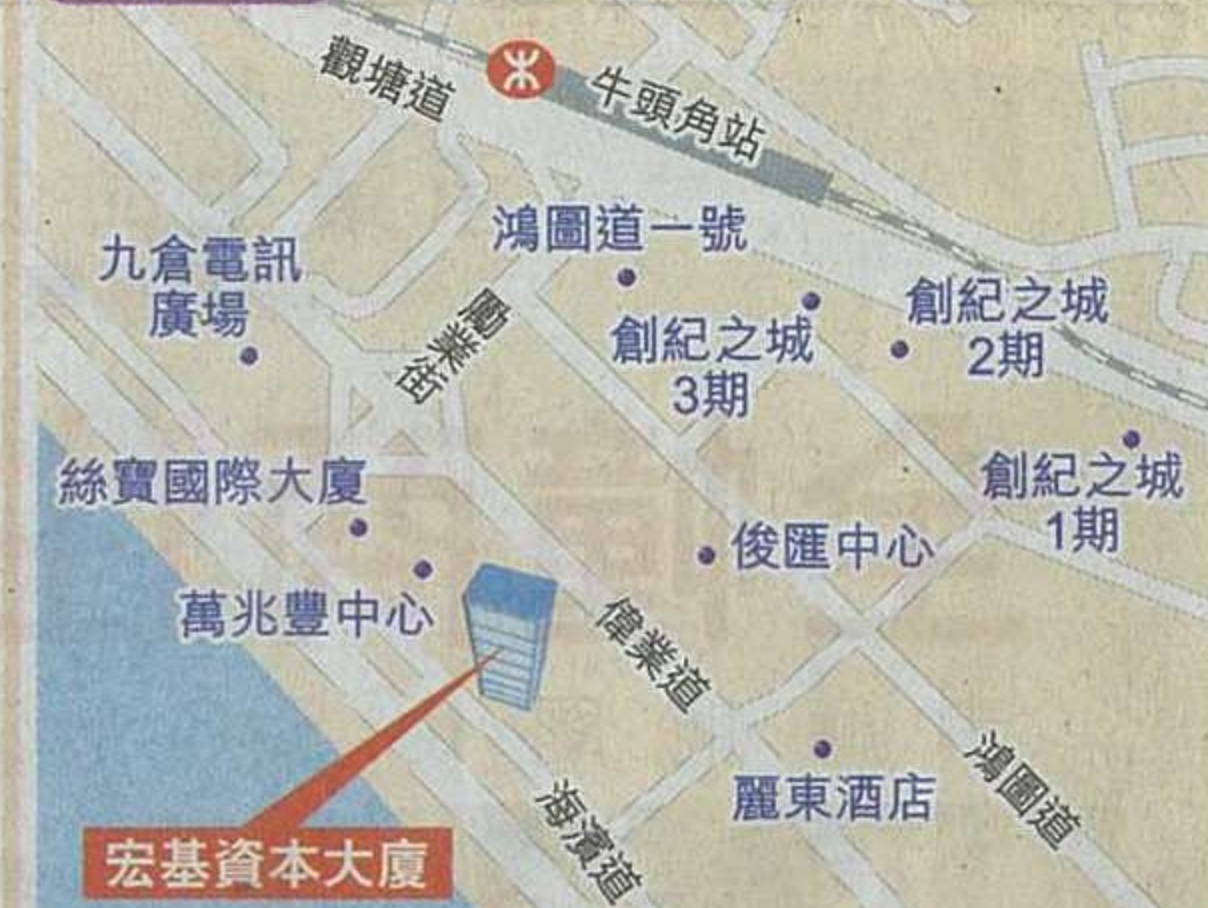 觀塘道
牛頭角站
鴻圖道一號
九倉電訊
廣場
勵業街
創紀之城
3期
創紀之城
2期
創紀之城
1期
絲寶國際大廈
萬兆豐中心
俊匯中心
偉業道
麗東酒店
鴻圖道
海濱道
宏基資本大廈